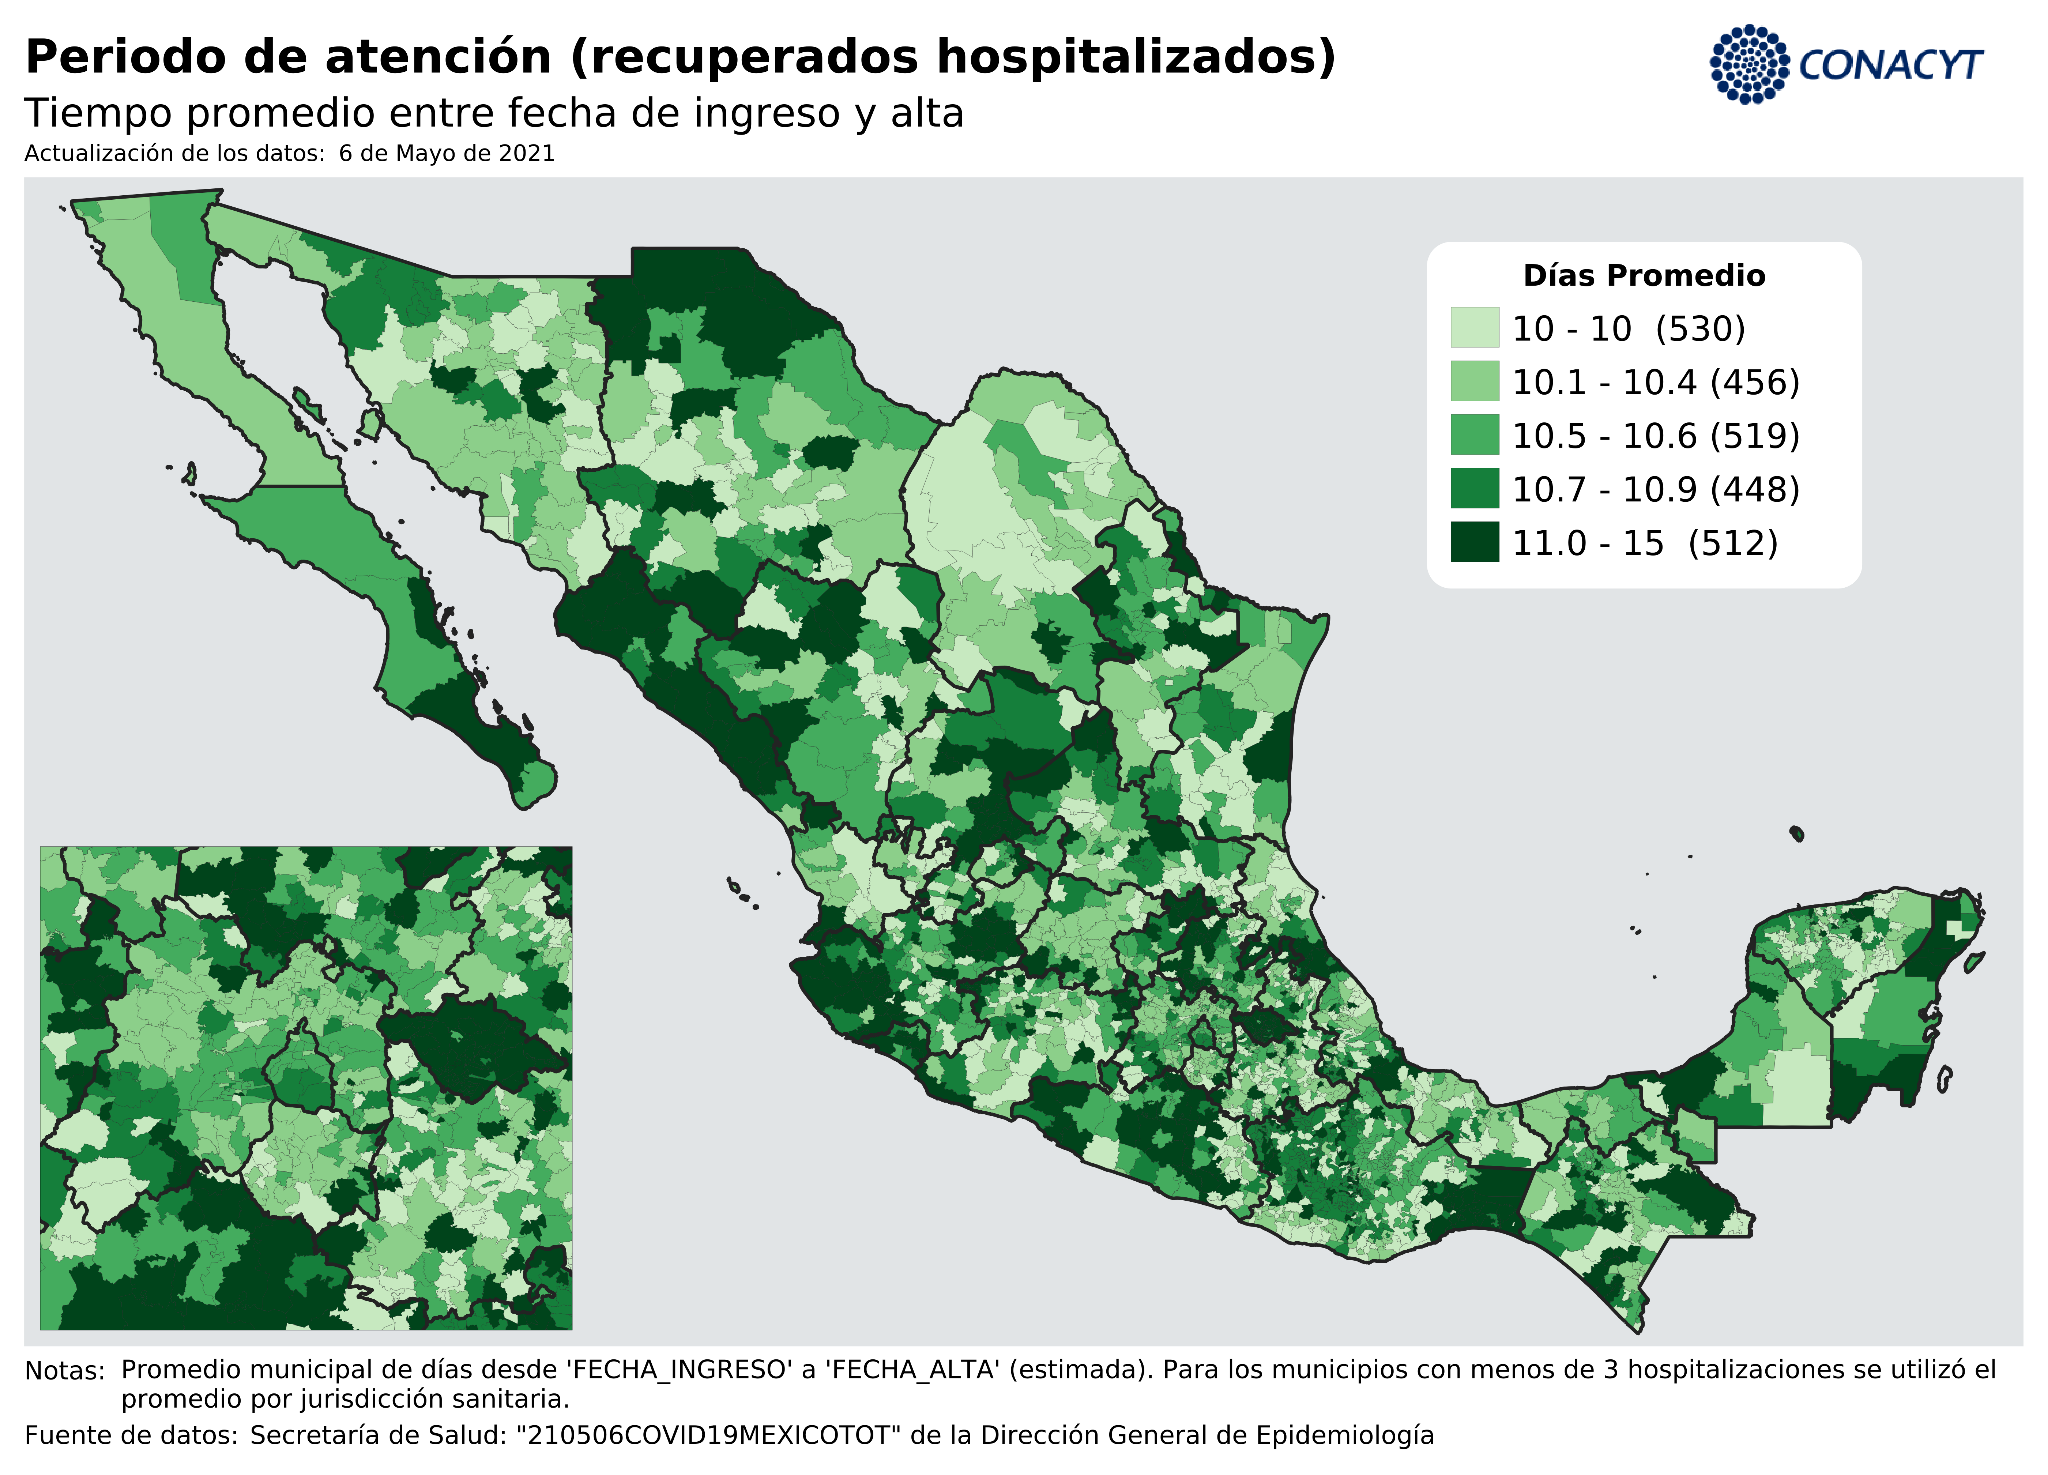 Periodo de atención (recuperados hospitalizados)
CONACYT
Tiempo promedio entre fecha de ingreso y alta
Actualización de los datos:  6 de Mayo de 2021
Días Promedio
10 - 10  (530)
10.1 - 10.4 (456)
10.5 - 10.6 (519)
10.7 - 10.9 (448)
11.0 - 15  (512)
Notas:  Promedio municipal de días desde 'FECHA_INGRESO' a 'FECHA_ALTA' (estimada). Para los municipios con menos de 3 hospitalizaciones se utilizó el
promedio por jurisdicción sanitaria.
Fuente de datos:  Secretaría de Salud: "210506COVID19MEXICOTOT" de la Dirección General de Epidemiología